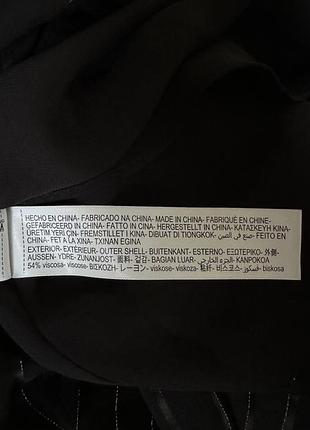 HECHO EN CHINA- FABRICADO NA CHINA- MADE IN CHINA- FABRIQUÉ EN CHINE-
GEFABRICEERD IN CHINA- FATTO IN CINA- HERGESTELLT IN CHINA- ΚΑΤΑΣΚΕΥΗ ΚΙΝΑ-
ÜRETİM YERİ ÇİN- FREMSTILLET I KINA- DIBUAT DI TIONGKOK- صنع في الصين- FEITO EN
CHINA- FET A LA XINA- TXINAN EGINA
EXTERIOR- EXTÉRIEUR- OUTER SHELL- BUITENKANT- ESTERNO- ΕΞΩΤΕΡΙΚΟ- 外側-
AUSSEN- YDRE- ZUNANJOST- 面料- 겉감- BAGIAN LUAR- الجزء الخارجي- KANPOKOA
54% viscosa- viscose- ΒΙΣΚΟΖΗ- レーヨン- viskose- viskoza- 粘纤- 비스코스- فسكوز- biskosa